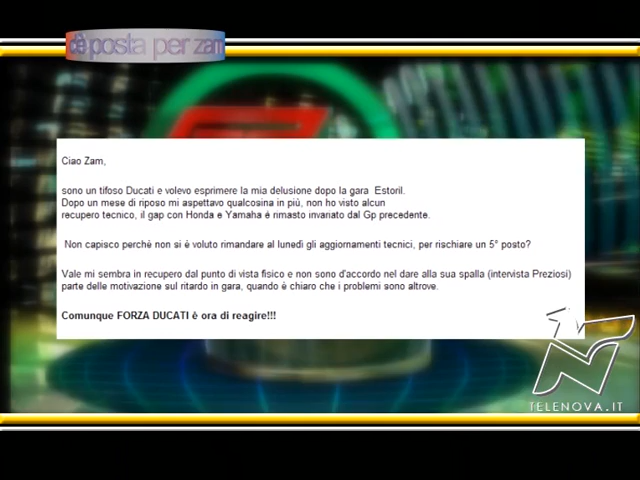 c'è posta per zam
Ciao Zam,
sono un tifoso Ducati e volevo esprimere la mia delusione dopo la gara Estoril.
Dopo un mese di riposo mi aspettavo qualcosina in più, non ho visto alcun
recupero tecnico, il gap con Honda e Yamaha é rimasto invariato dal Gp precedente.
Non capisco perchè non si è voluto rimandare al lunedì gli aggiornamenti tecnici, per rischiare un 5° posto?
Vale mi sembra in recupero dal punto di vista fisico e non sono d'accordo nel dare alla sua spalla (intervista Preziosi)
parte delle motivazione sul ritardo in gara, quando è chiaro che i problemi sono altrove.
Comunque FORZA DUCATI è ora di reagire!!!
TELENOVA.IT